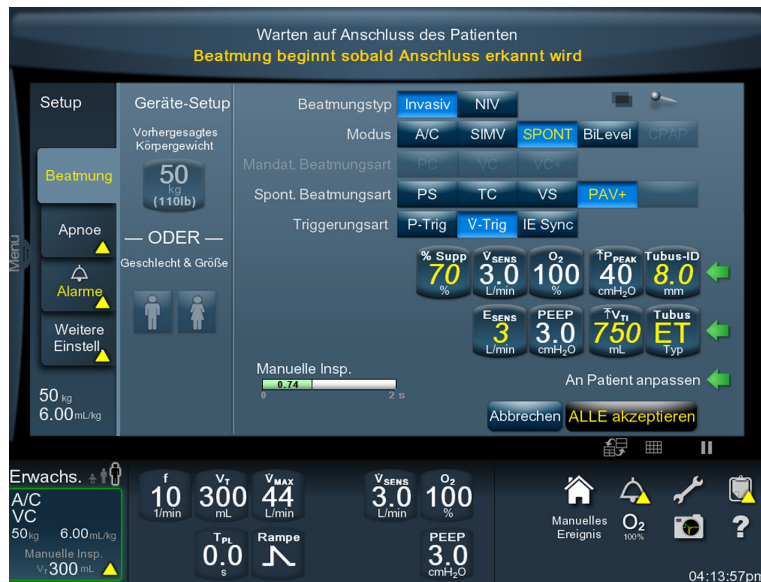 Warten auf Anschluss des Patienten
Beatmung beginnt sobald Anschluss erkannt wird
Menu
Setup
Beatmung
Apnoe
Alarme
Weitere
Einstell.
50 kg
6.00 mL/kg
Geräte-Setup
Vorhergesagtes
Körpergewicht
50
kg
(110lb)
— ODER —
Geschlecht & Größe
Beatmungstyp Invasiv NIV
Modus A/C SIMV SPONT BiLevel CPAP
Mandat. Beatmungsart PC VC VC+
Spont. Beatmungsart PS TC VS PAV+
Triggerungsart P-Trig V̇-Trig IE Sync
% Supp V̇SENS O2 ↑PPEAK Tubus-ID
70 3.0 100 40 8.0
% L/min % cmH2O mm
ESENS PEEP ↑VTI Tubus
3 3.0 750 ET
L/min cmH2O mL Typ
Manuelle Insp.
0.74
0 2 s
An Patient anpassen
Abbrechen ALLE akzeptieren
Erwachs.
A/C
VC
50 kg 6.00 mL/kg
Manuelle Insp.
VT 300 mL
f VT V̇MAX V̇SENS O2
10 300 44 3.0 100
1/min mL L/min L/min %
TPL Rampe PEEP
0.0 3.0
s cmH2O
Manuelles
Ereignis
O2
100%
?
04:13:57pm